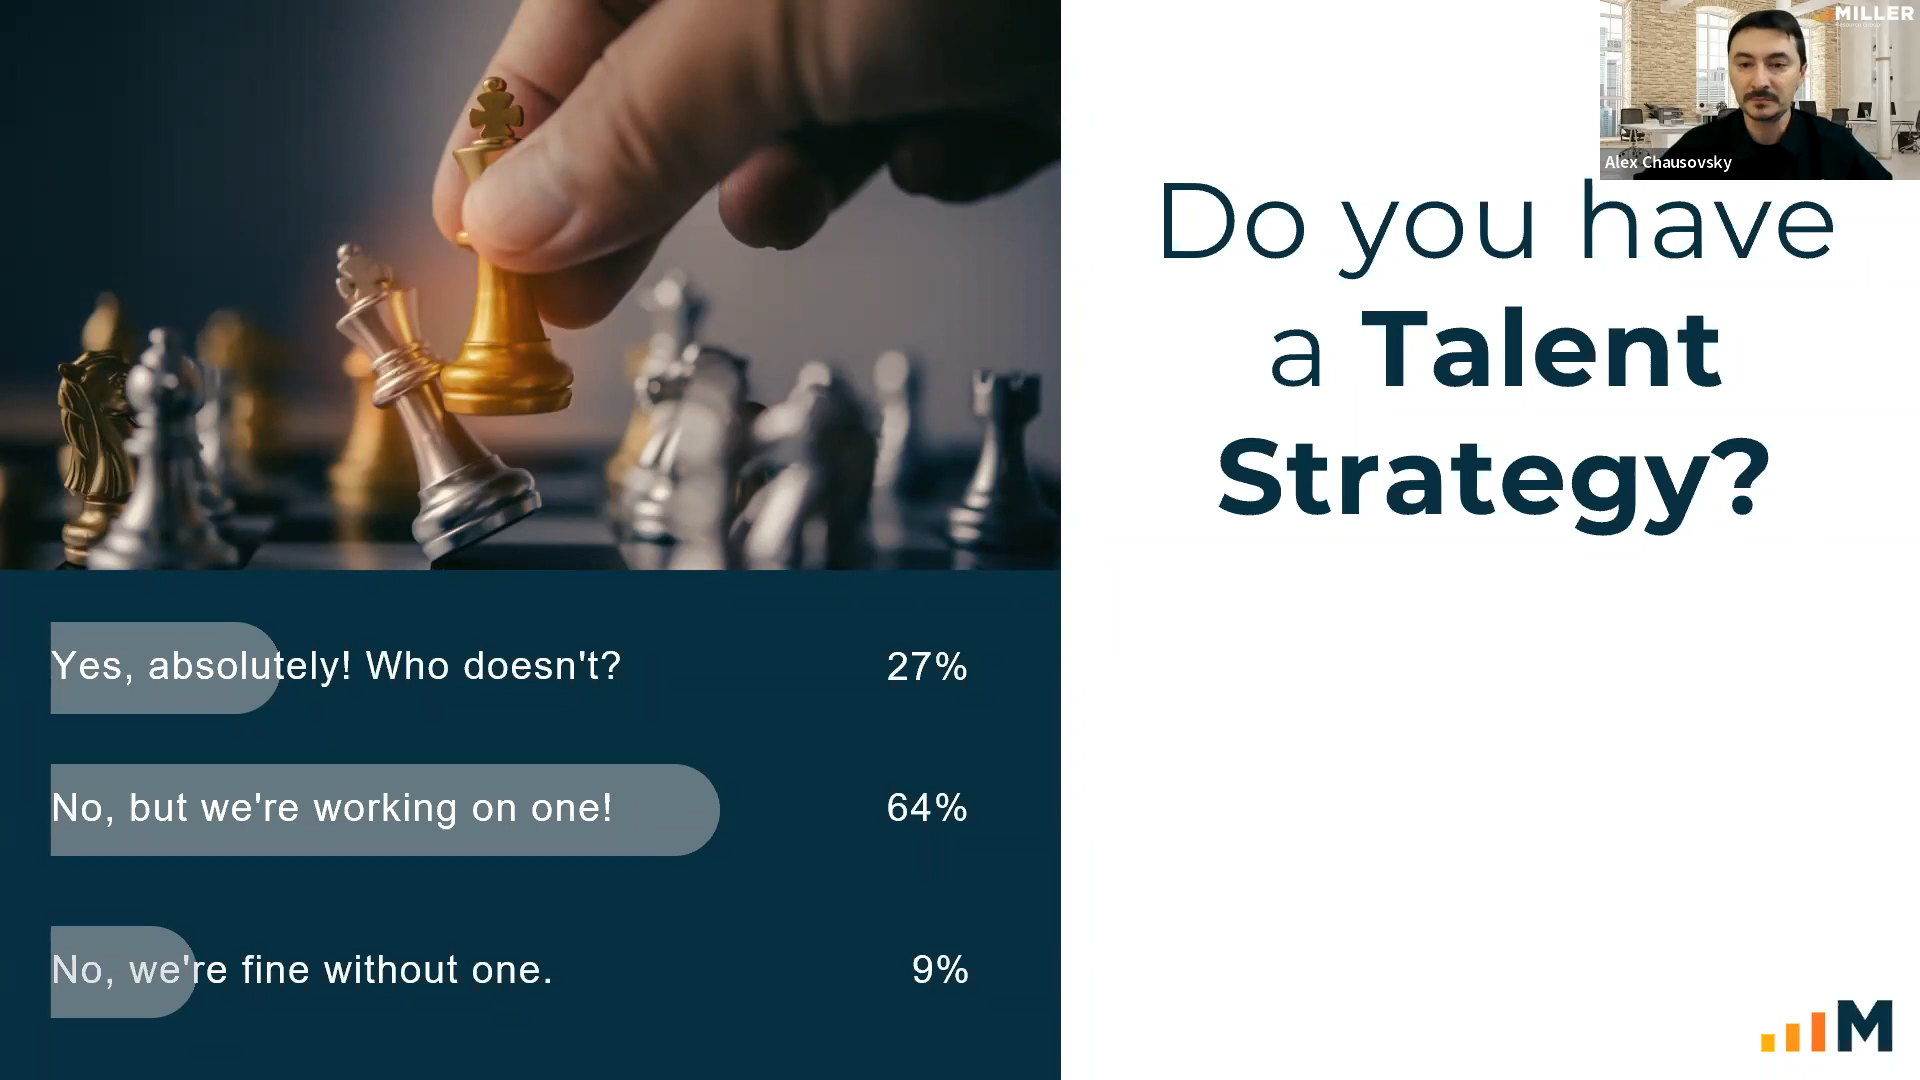 MILLER
Alex Chausovsky
Do you have
a Talent
Strategy?
Yes, absolutely! Who doesn't? 27%
No, but we're working on one! 64%
No, we're fine without one. 9%
M